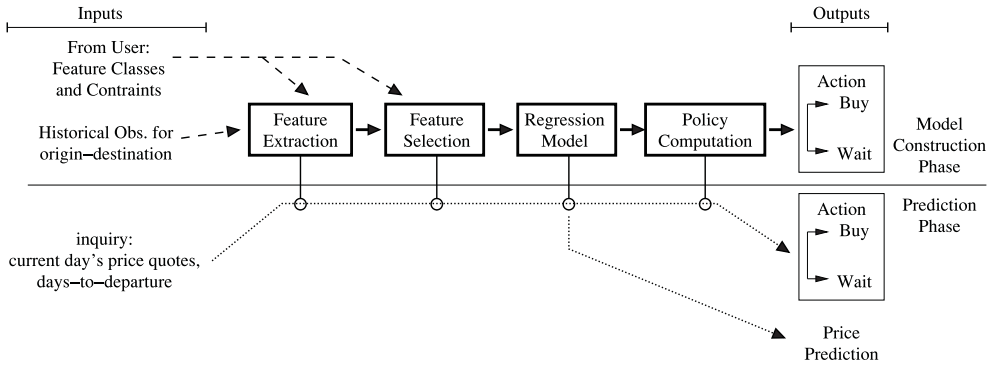 Inputs
Outputs
From User:
Feature Classes
and Contraints
Historical Obs. for
origin–destination
Feature
Extraction
Feature
Selection
Regression
Model
Policy
Computation
Action
Buy
Wait
Model
Construction
Phase
Prediction
Phase
inquiry:
current day's price quotes,
days–to–departure
Action
Buy
Wait
Price
Prediction